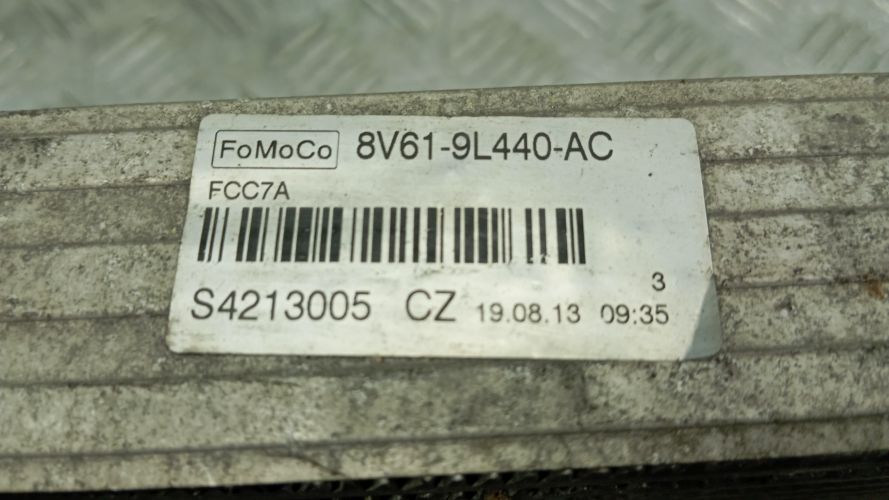 FoMoCo 8V61-9L440-AC
FCC7A
3
S4213005 CZ 19.08.13 09:35